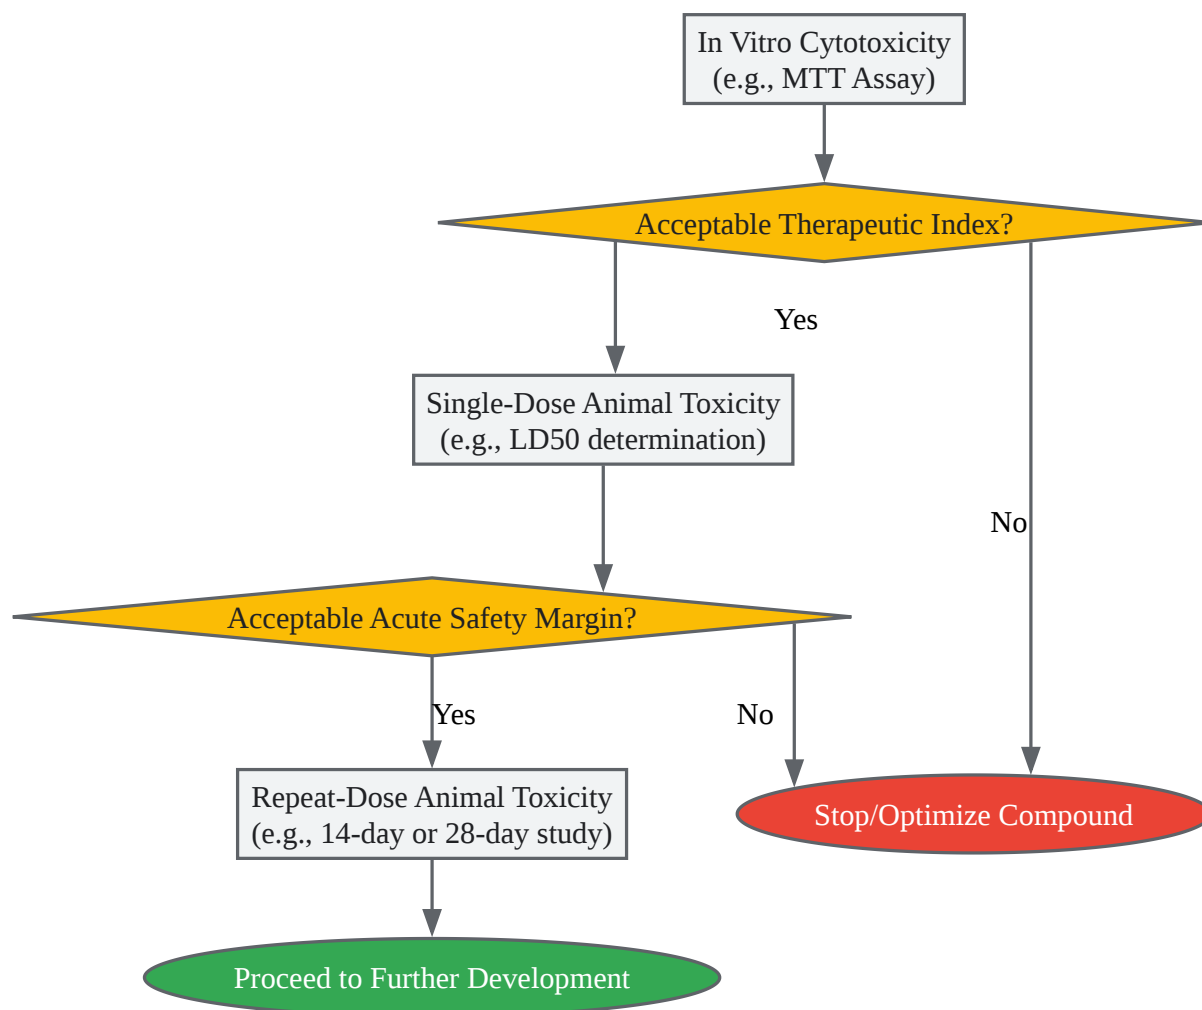 In Vitro Cytotoxicity
(e.g., MTT Assay)
Acceptable Therapeutic Index?
Yes
Single-Dose Animal Toxicity
(e.g., LD50 determination)
No
Acceptable Acute Safety Margin?
Yes
No
Repeat-Dose Animal Toxicity
(e.g., 14-day or 28-day study)
Stop/Optimize Compound
Proceed to Further Development